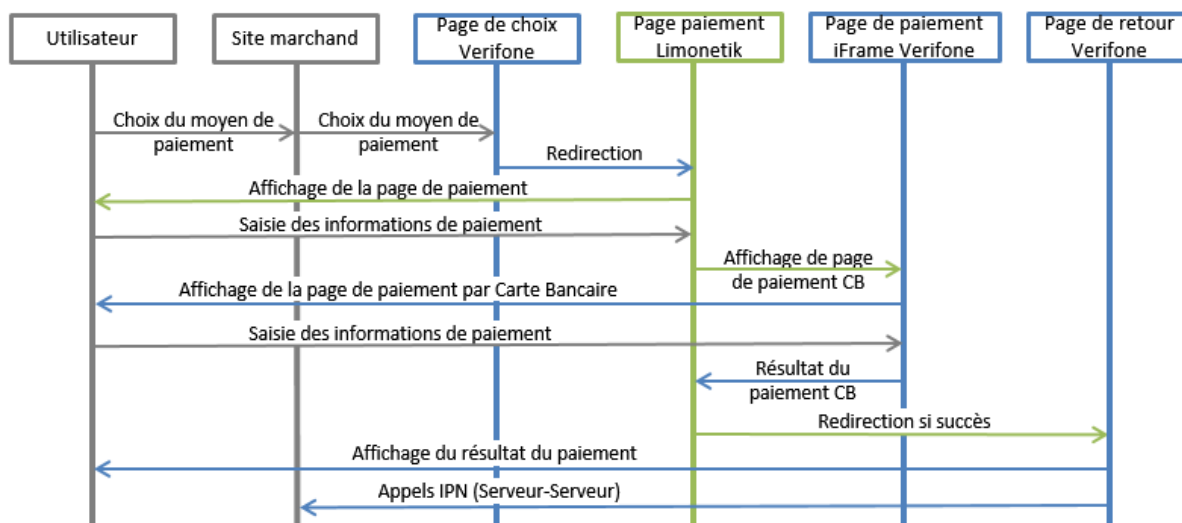 Utilisateur
Site marchand
Page de choix
Verifone
Page paiement
Limonetik
Page de paiement
iFrame Verifone
Page de retour
Verifone
Choix du moyen de
paiement
Choix du moyen de
paiement
Redirection
Affichage de la page de paiement
Saisie des informations de paiement
Affichage de page
de paiement CB
Affichage de la page de paiement par Carte Bancaire
Saisie des informations de paiement
Résultat du
paiement CB
Redirection si succès
Affichage du résultat du paiement
Appels IPN (Serveur-Serveur)